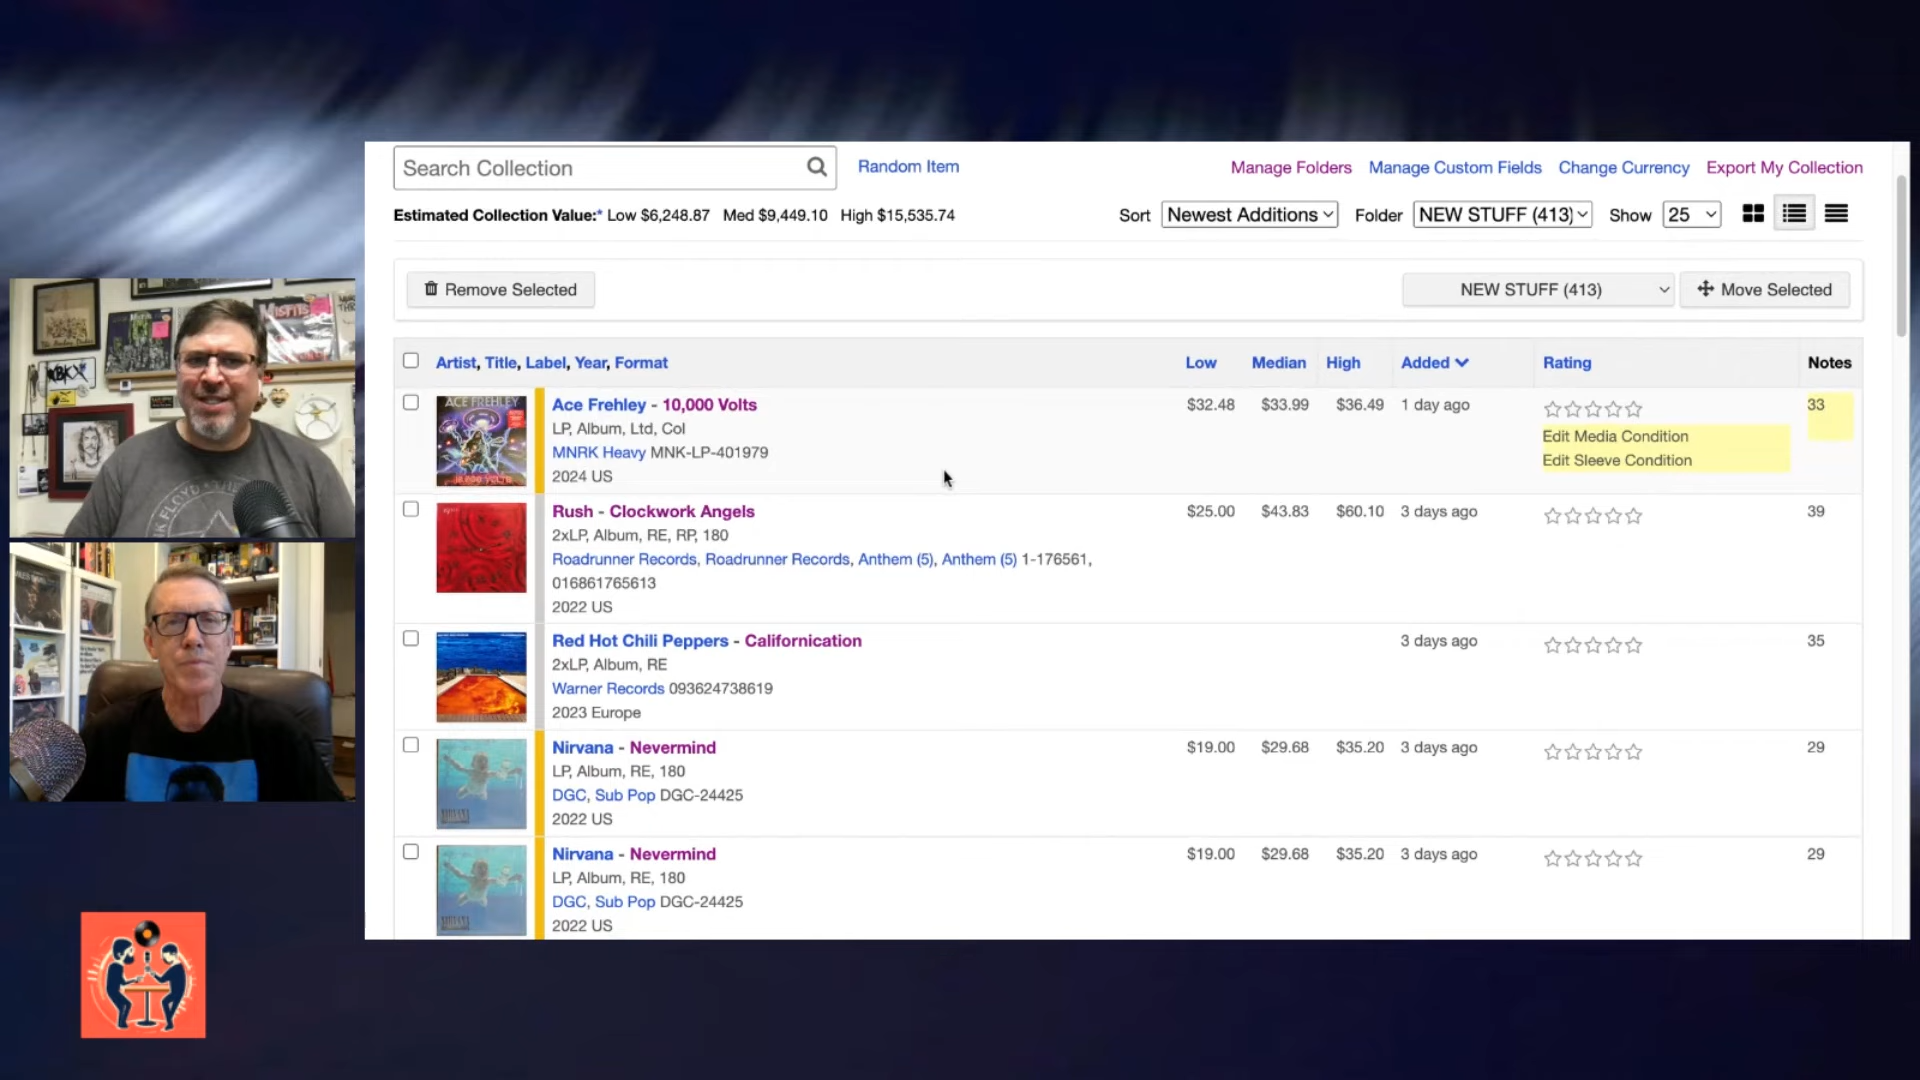 Search Collection
Random Item
Manage Folders Manage Custom Fields Change Currency Export My Collection
Estimated Collection Value:* Low $6,248.87 Med $9,449.10 High $15,535.74
Sort Newest Additions Folder NEW STUFF (413) Show 25
Remove Selected
NEW STUFF (413) Move Selected
Artist, Title, Label, Year, Format Low Median High Added Rating Notes
Ace Frehley - 10,000 Volts $32.48 $33.99 $36.49 1 day ago 33
LP, Album, Ltd, Col
Edit Media Condition
MNRK Heavy MNK-LP-401979
Edit Sleeve Condition
2024 US
Rush - Clockwork Angels $25.00 $43.83 $60.10 3 days ago 39
2xLP, Album, RE, RP, 180
Roadrunner Records, Roadrunner Records, Anthem (5), Anthem (5) 1-176561,
016861765613
2022 US
Red Hot Chili Peppers - Californication 3 days ago 35
2xLP, Album, RE
Warner Records 093624738619
2023 Europe
Nirvana - Nevermind $19.00 $29.68 $35.20 3 days ago 29
LP, Album, RE, 180
DGC, Sub Pop DGC-24425
2022 US
Nirvana - Nevermind $19.00 $29.68 $35.20 3 days ago 29
LP, Album, RE, 180
DGC, Sub Pop DGC-24425
2022 US
ACE FREHLEY
10,000 VOLTS
NIRVANA
NIRVANA
MISFITS